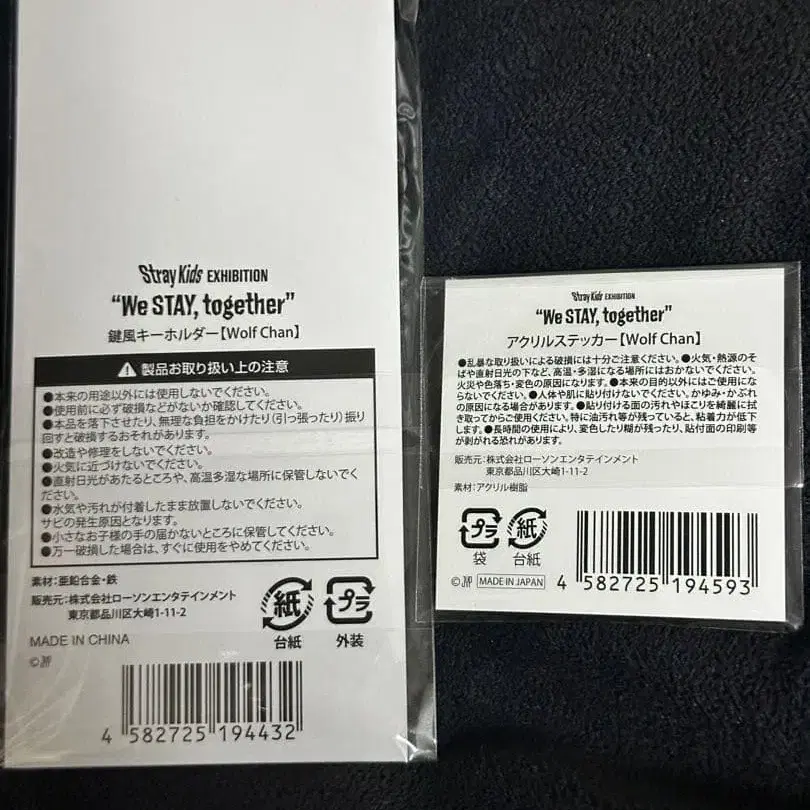 Stray Kids EXHIBITION
“We STAY, together”
鍵風キーホルダー【Wolf Chan】
製品お取り扱い上の注意
●本来の用途以外には使用しないでください。
●使用前に必ず破損などがないか確認してください。
●本品を落下させたり、無理な負担をかけたり(引っ張ったり)振り
回すと破損するおそれがあります。
●改造や修理をしないでください。
●火気に近づけないでください。
●直射日光があたるところや、高温多湿な場所に保管しないでく
ださい。
●水気や汚れが付着したまま放置しないでください。
サビの発生原因となります。
●小さなお子様の手の届かないところに保管してください。
●万一破損した場合は、すぐに使用をやめてください。
素材:亜鉛合金・鉄
販売元:株式会社ローソンエンタテインメント
東京都品川区大崎1-11-2
MADE IN CHINA
©JYP
紙
台紙
プラ
外装
4 582725 194432
Stray Kids EXHIBITION
“We STAY, together”
アクリルステッカー【Wolf Chan】
●乱暴な取り扱いによる破損には十分ご注意ください。●火気・熱源のそ
ばや直射日光の下など、高温・多湿になる場所にはおかないでください。
火災や色落ち・変色の原因になります。●本来の目的以外にはご使用にな
らないでください。●人体や肌に貼り付けないでください。かゆみ・かぶれ
の原因になる場合があります。●貼り付ける面の汚れやほこりを綺麗に拭
き取ってからご使用ください。特に油汚れ等が残っていると、粘着力が低下
します。●長時間の使用により、変色したり糊が残ったり、貼付面の印刷等
が剥がれる恐れがあります。
販売元:株式会社ローソンエンタテインメント
東京都品川区大崎1-11-2
素材:アクリル樹脂
プラ
袋
紙
台紙
©JYP MADE IN JAPAN
4 582725 194593